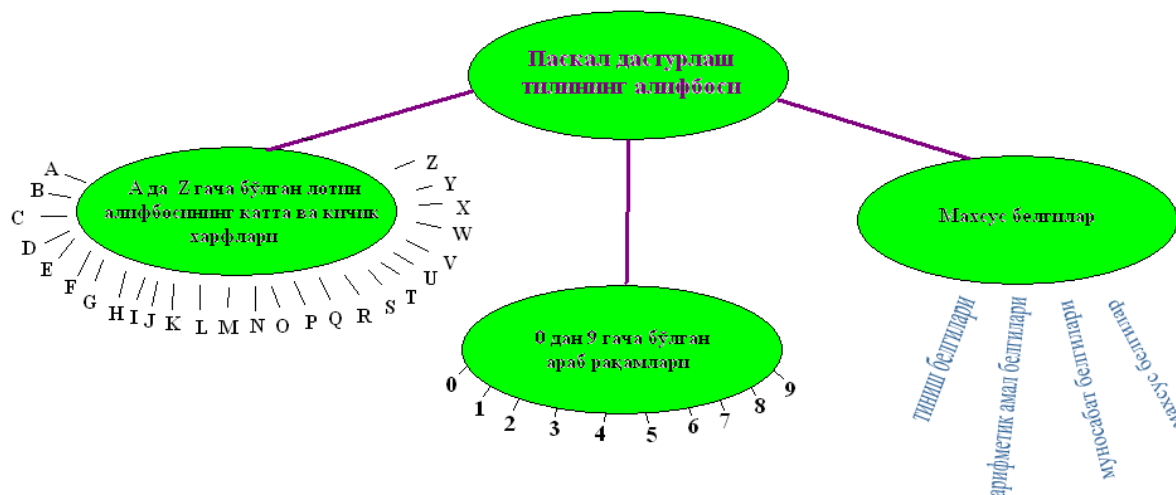 Паскал дастурлаш
тилининг алифбоси
А да Z гача бўлган лотин
алифбосининг катта ва кичик
харфлари
A
B
C
D
E
F
G
H
I
J
K
L
M
N
O
P
Q
R
S
T
U
V
W
X
Y
Z
0 дан 9 гача бўлган
араб рақамлари
0
1
2
3
4
5
6
7
8
9
Махсус белгилар
тиниш белгилари
арифметик амал белгилари
муносабат белгилари
махсус белгилар